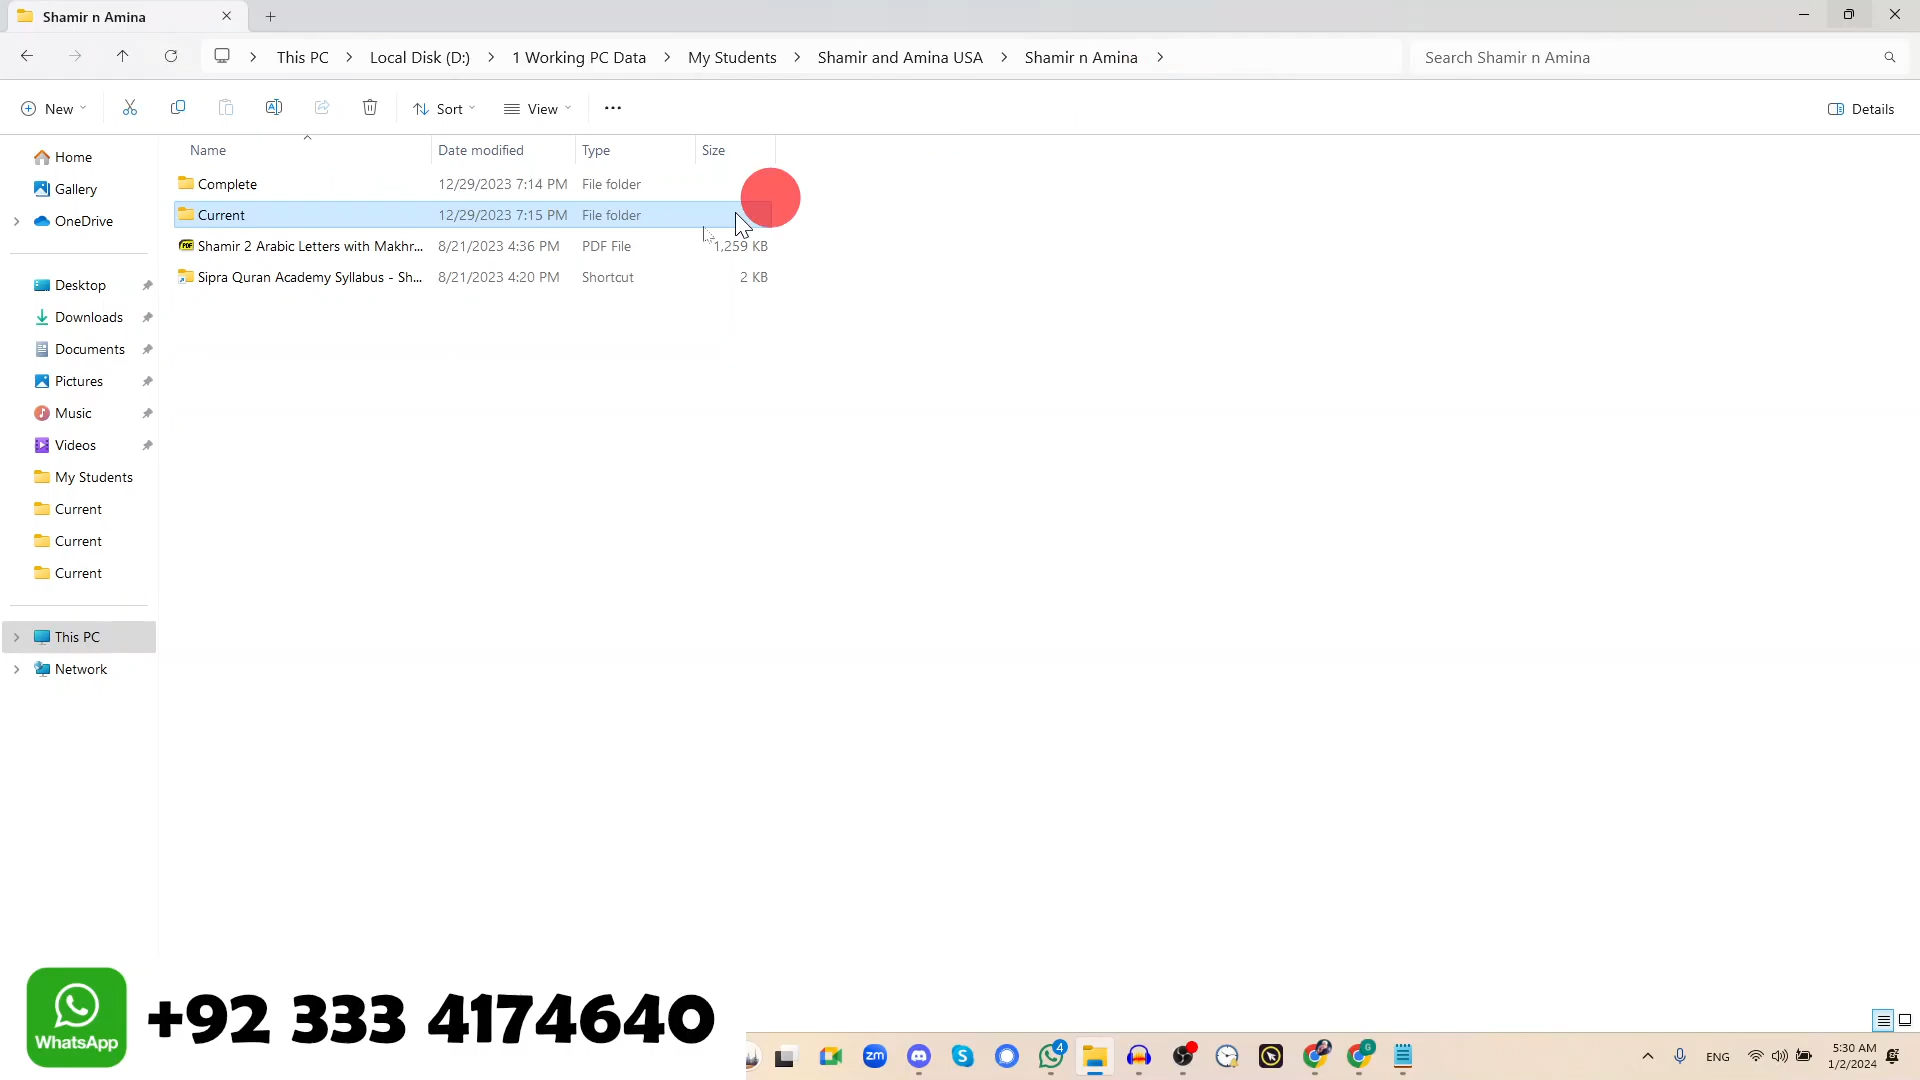 Shamir n Amina
This PC > Local Disk (D:) > 1 Working PC Data > My Students > Shamir and Amina USA > Shamir n Amina >
Search Shamir n Amina
New
Sort
View
Details
Name Date modified Type Size
Complete 12/29/2023 7:14 PM File folder
Current 12/29/2023 7:15 PM File folder
Shamir 2 Arabic Letters with Makhr... 8/21/2023 4:36 PM PDF File 1,259 KB
Sipra Quran Academy Syllabus - Sh... 8/21/2023 4:20 PM Shortcut 2 KB
Home
Gallery
OneDrive
Desktop
Downloads
Documents
Pictures
Music
Videos
My Students
Current
Current
Current
This PC
Network
WhatsApp
+92 333 4174640
zm
4
G
ENG
5:30 AM
1/2/2024